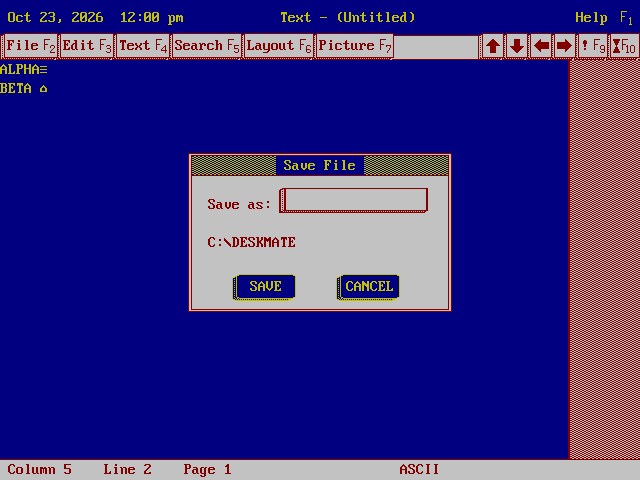 Oct 23, 2026  12:00 pm
Text - (Untitled)
Help F1
File F2 Edit F3 Text F4 Search F5 Layout F6 Picture F7 ! F9 F10
ALPHA≡
BETA ⌂
Save File
Save as:
C:\DESKMATE
SAVE
CANCEL
Column 5
Line 2
Page 1
ASCII